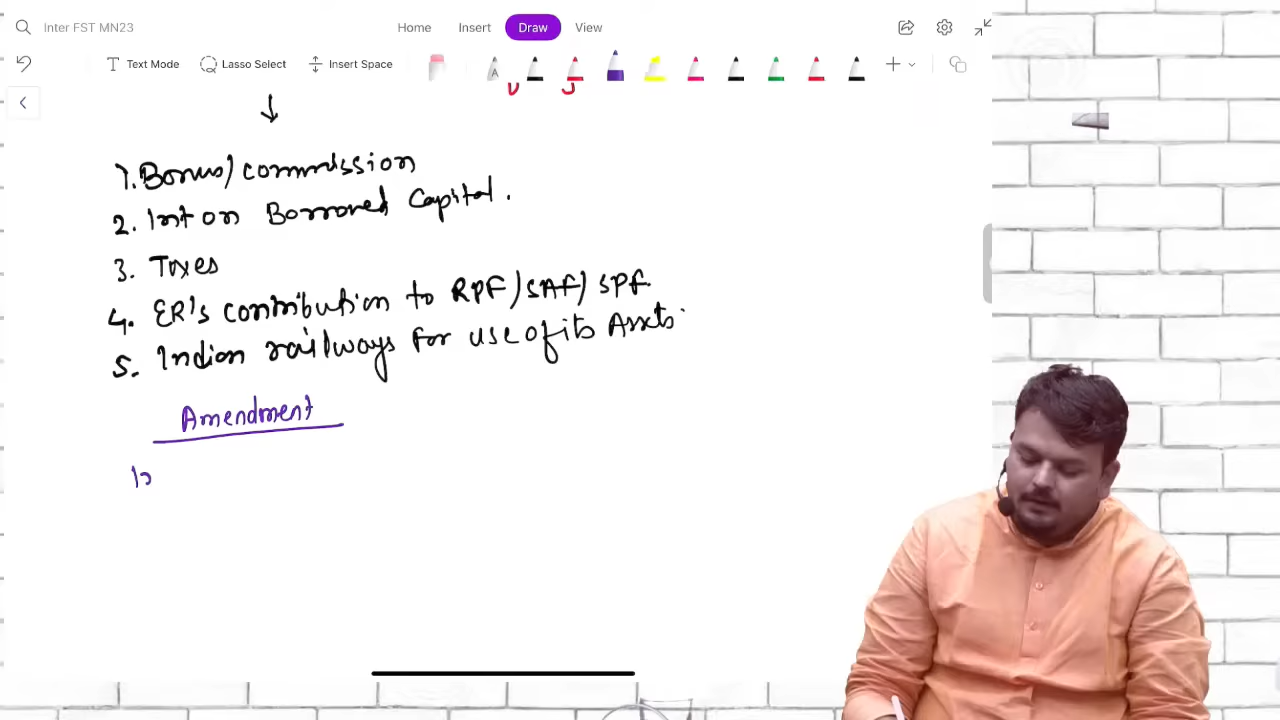 Inter FST MN23
Home Insert Draw View
Text Mode Lasso Select Insert Space
1. Bonus/commission
2. Int on Borrowed Capital.
3. Taxes
4. ER's contribution to RPF/SAF/SPF
5. Indian railways for use of its Assets.
Amendment